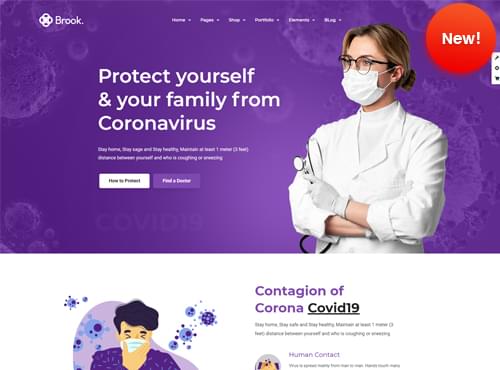 Brook.
Home Pages Shop Portfolio Elements BLog
New!
Protect yourself
& your family from
Coronavirus
Stay home, Stay sage and Stay healthy, Maintain at least 1 meter (3 feet)
distance between yourself and who is coughing or sneezing
How to Protect Find a Doctor
COVID19
Contagion of
Corona Covid19
Stay home, Stay safe and Stay healthy, Maintain at least 1 meter (3
feet) distance between yourself and who is coughing or sneezing
Human Contact
Virus is spread mainly from man to man. Hands touch many